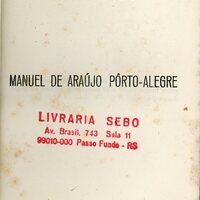 MANUEL DE ARAÚJO PÔRTO-ALEGRE
LIVRARIA SEBO
Av. Brasil, 743 Sala 11
99010-000 Passo Fundo - RS